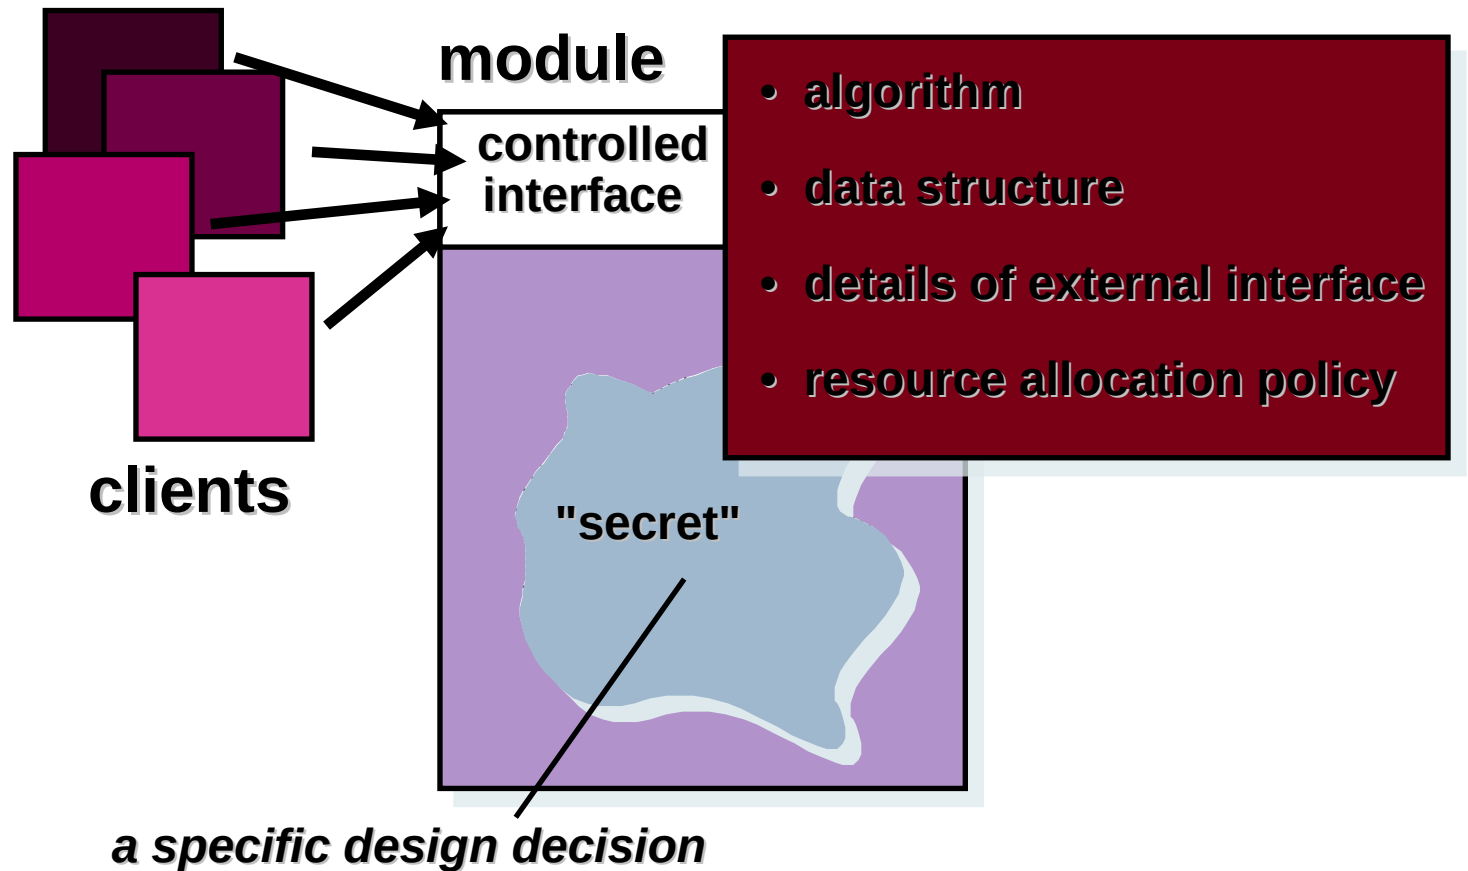 module
controlled
interface
• algorithm
• data structure
• details of external interface
• resource allocation policy
clients
"secret"
a specific design decision